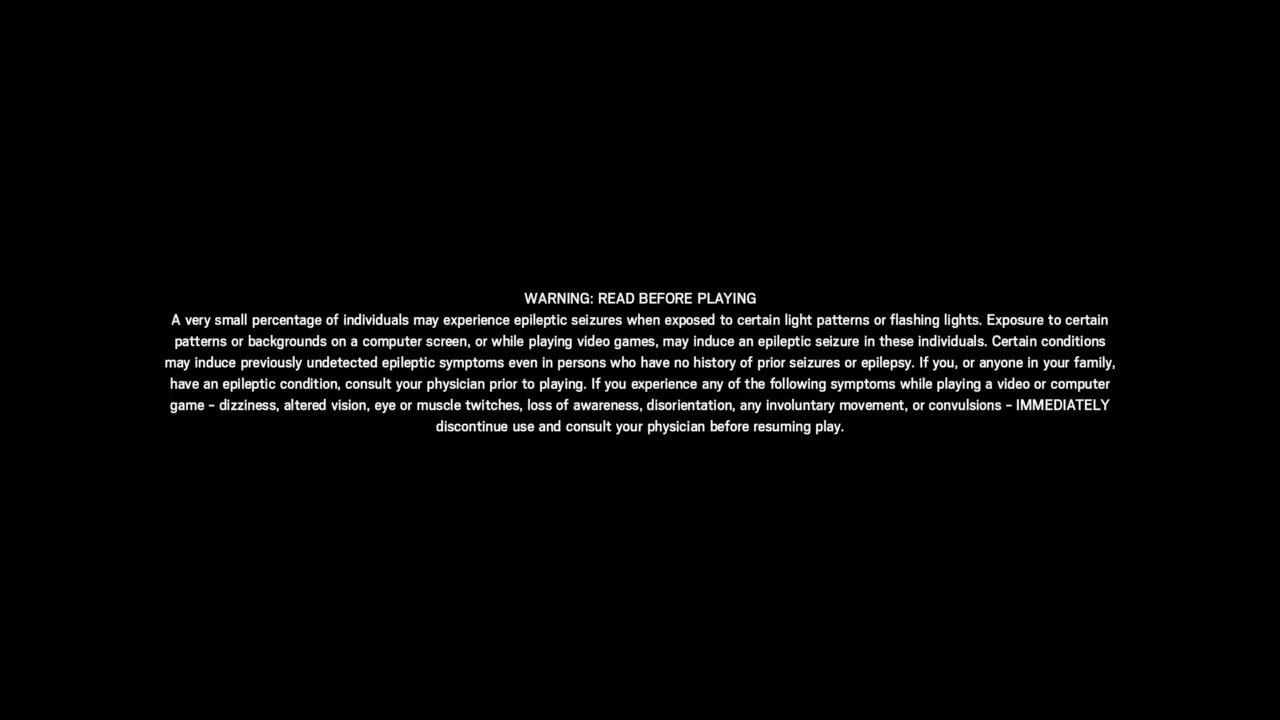 WARNING: READ BEFORE PLAYING
A very small percentage of individuals may experience epileptic seizures when exposed to certain light patterns or flashing lights. Exposure to certain
patterns or backgrounds on a computer screen, or while playing video games, may induce an epileptic seizure in these individuals. Certain conditions
may induce previously undetected epileptic symptoms even in persons who have no history of prior seizures or epilepsy. If you, or anyone in your family,
have an epileptic condition, consult your physician prior to playing. If you experience any of the following symptoms while playing a video or computer
game – dizziness, altered vision, eye or muscle twitches, loss of awareness, disorientation, any involuntary movement, or convulsions – IMMEDIATELY
discontinue use and consult your physician before resuming play.